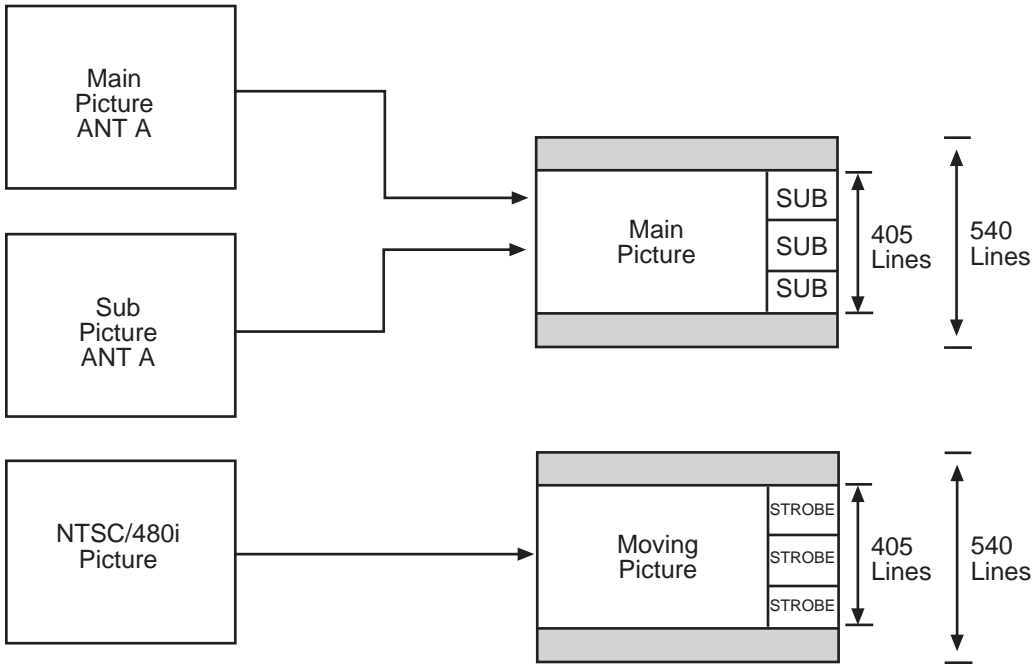 Main
Picture
ANT A
Sub
Picture
ANT A
Main
Picture
SUB
SUB
SUB
405
Lines
540
Lines
NTSC/480i
Picture
Moving
Picture
STROBE
STROBE
STROBE
405
Lines
540
Lines